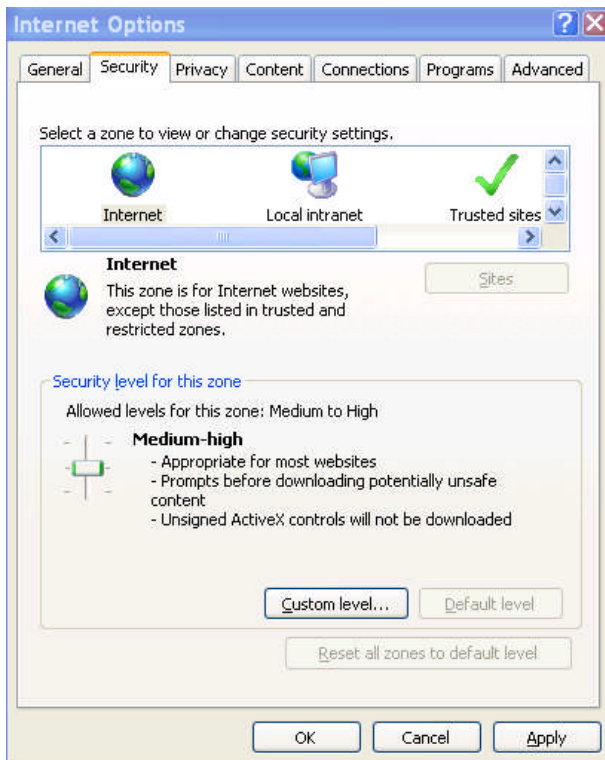 Internet Options
General Security Privacy Content Connections Programs Advanced
Select a zone to view or change security settings.
Internet Local intranet Trusted sites
Internet
Sites
This zone is for Internet websites,
except those listed in trusted and
restricted zones.
Security level for this zone
Allowed levels for this zone: Medium to High
Medium-high
- Appropriate for most websites
- Prompts before downloading potentially unsafe
content
- Unsigned ActiveX controls will not be downloaded
Custom level... Default level
Reset all zones to default level
OK Cancel Apply